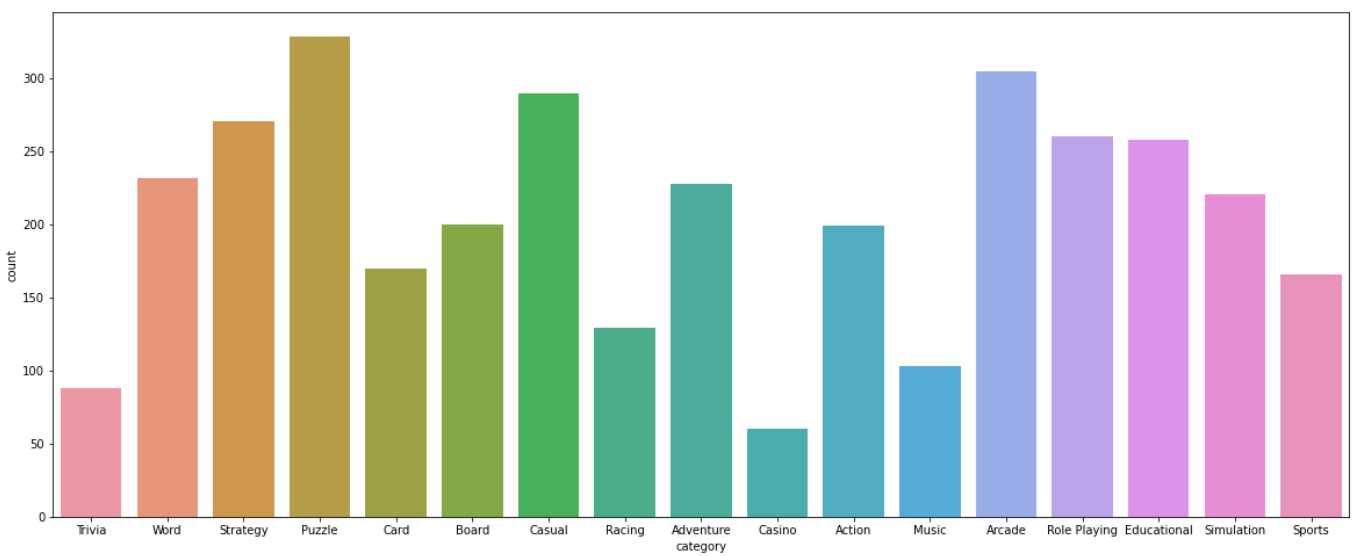 300
250
200
150
100
50
0
count
Trivia Word Strategy Puzzle Card Board Casual Racing Adventure Casino Action Music Arcade Role Playing Educational Simulation Sports
category